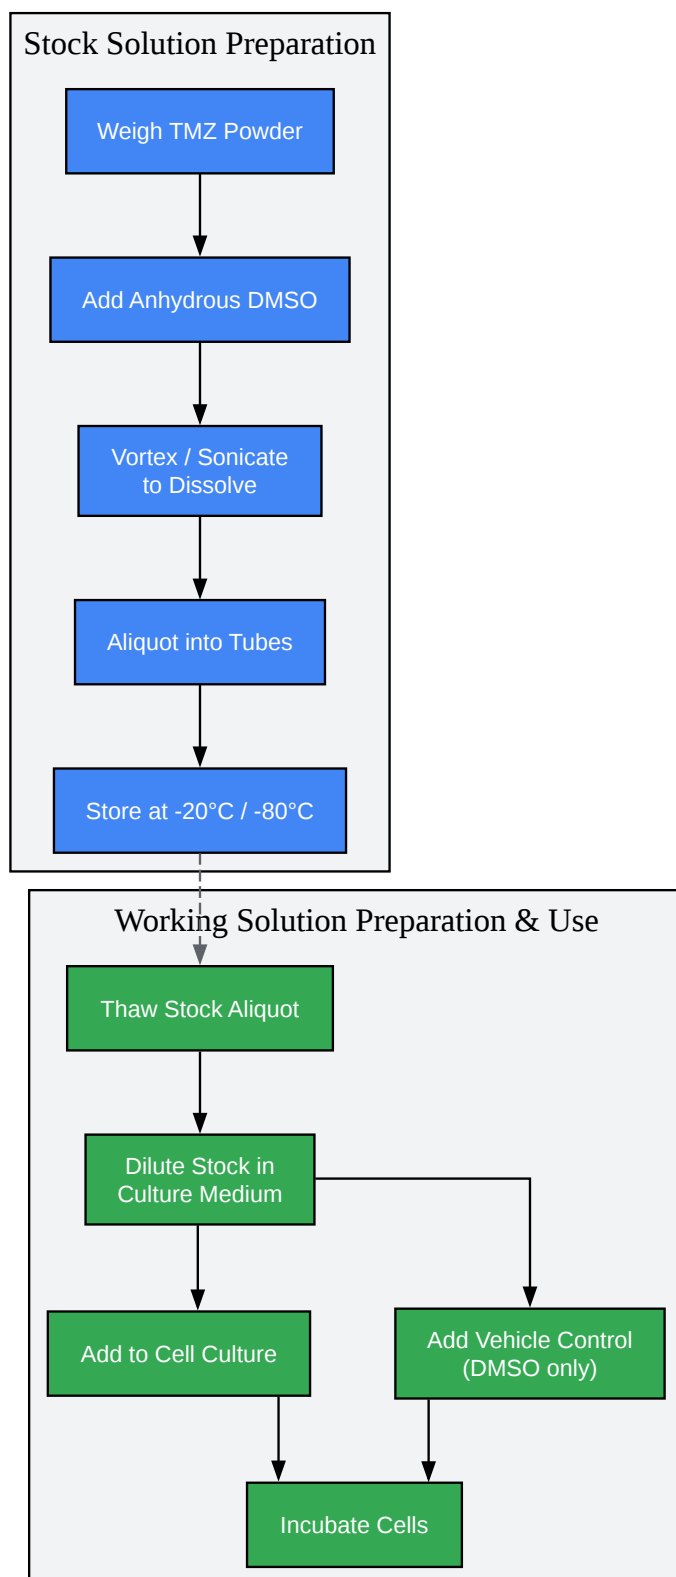 Stock Solution Preparation
Weigh TMZ Powder
Add Anhydrous DMSO
Vortex / Sonicate
to Dissolve
Aliquot into Tubes
Store at -20°C / -80°C
Working Solution Preparation & Use
Thaw Stock Aliquot
Dilute Stock in
Culture Medium
Add to Cell Culture
Add Vehicle Control
(DMSO only)
Incubate Cells